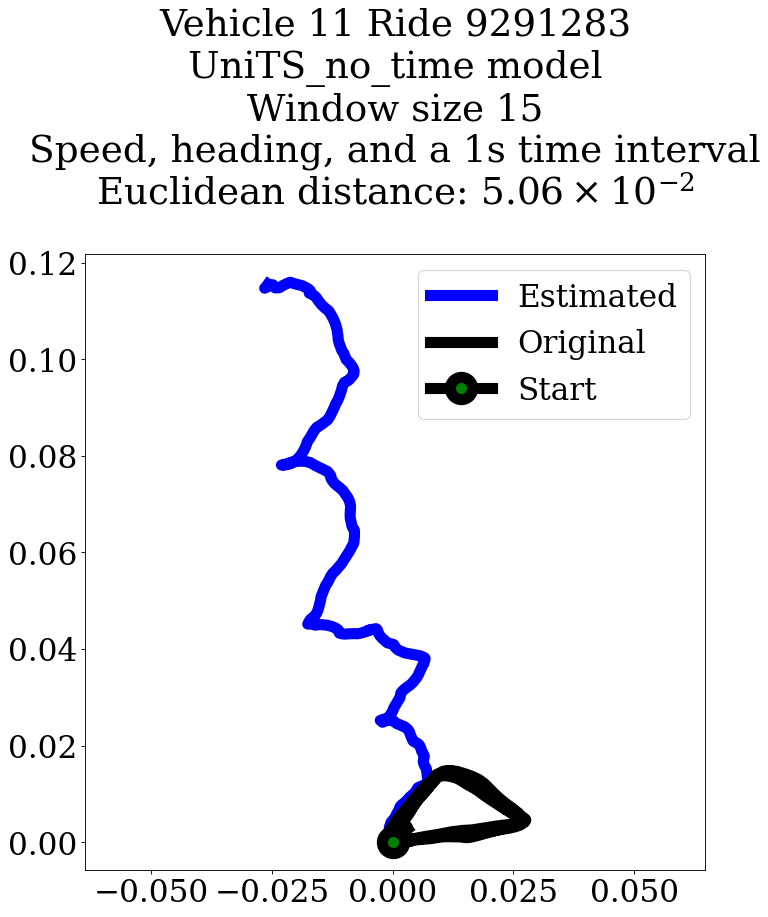 Vehicle 11 Ride 9291283
UniTS_no_time model
Window size 15
Speed, heading, and a 1s time interval
Euclidean distance: 5.06 × 10⁻²
0.12
0.10
0.08
0.06
0.04
0.02
0.00
Estimated
Original
Start
−0.050 −0.025 0.000 0.025 0.050